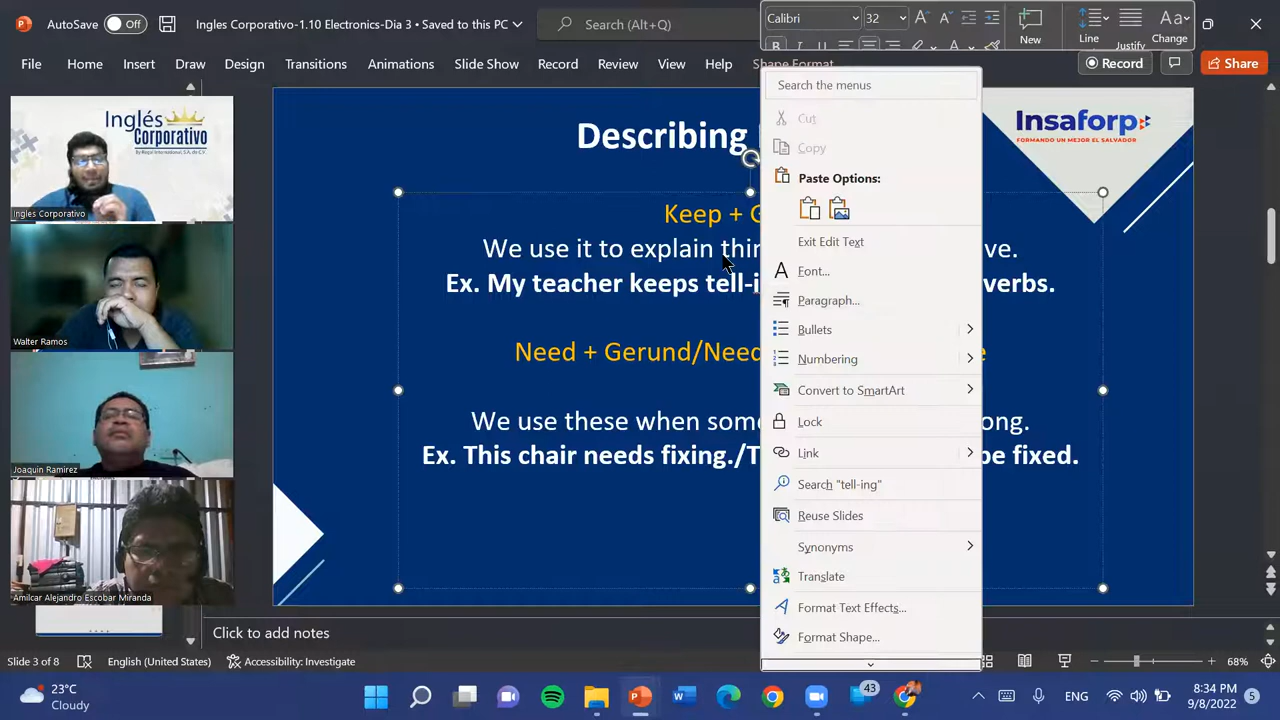 AutoSave Off
Ingles Corporativo-1.10 Electronics-Dia 3 • Saved to this PC
Search (Alt+Q)
Calibri 32
New Line Justify Change
File Home Insert Draw Design Transitions Animations Slide Show Record Review View Help Shape Format
Record Share
Search the menus
Cut
Copy
Paste Options:
Exit Edit Text
Font...
Paragraph...
Bullets
Numbering
Convert to SmartArt
Lock
Link
Search "tell-ing"
Reuse Slides
Synonyms
Translate
Format Text Effects...
Format Shape...
Inglés
Corporativo
By Regal International, S.A. de C.V.
Ingles Corporativo
Walter Ramos
Joaquin Ramirez
Amilcar Alejandro Escobar Miranda
Describing
Insaforp
FORMANDO UN MEJOR EL SALVADOR
Keep + G
We use it to explain thin ve.
Ex. My teacher keeps tell-i verbs.
Need + Gerund/Need e
We use these when som ong.
Ex. This chair needs fixing./T be fixed.
Click to add notes
Slide 3 of 8 English (United States) Accessibility: Investigate 68%
23°C
Cloudy
43
ENG
8:34 PM
9/8/2022
5